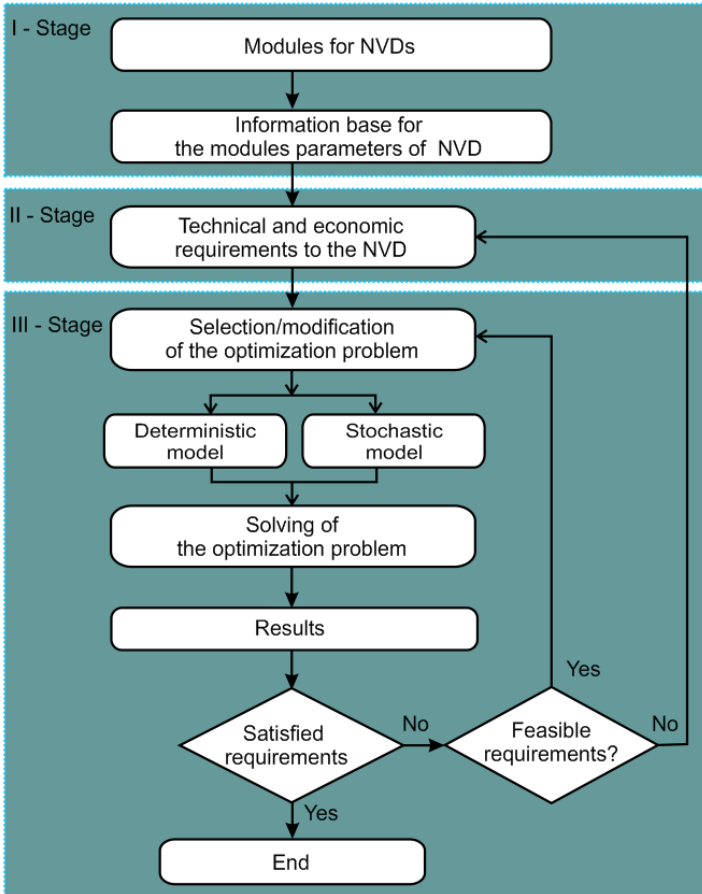 I - Stage
Modules for NVDs
Information base for
the modules parameters of NVD
II - Stage
Technical and economic
requirements to the NVD
III - Stage
Selection/modification
of the optimization problem
Deterministic
model
Stochastic
model
Solving of
the optimization problem
Results
Satisfied
requirements
No
Feasible
requirements?
Yes
No
Yes
End